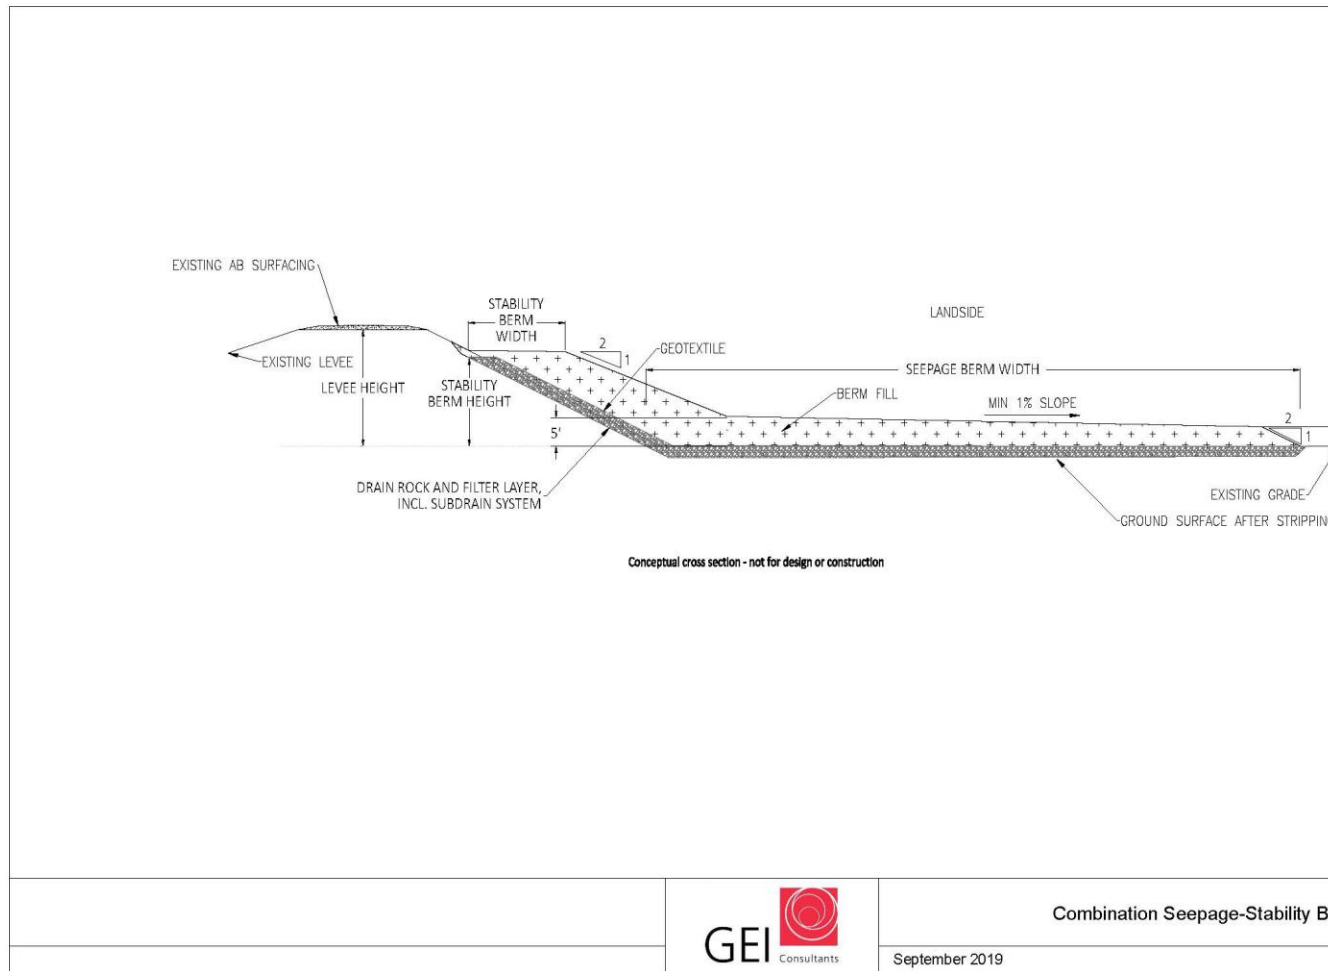 EXISTING AB SURFACING
STABILITY
BERM
WIDTH
LANDSIDE
2
1
GEOTEXTILE
EXISTING LEVEE
SEEPAGE BERM WIDTH
LEVEE HEIGHT
STABILITY
BERM HEIGHT
BERM FILL
MIN 1% SLOPE
2
1
5'
DRAIN ROCK AND FILTER LAYER,
INCL. SUBDRAIN SYSTEM
EXISTING GRADE
GROUND SURFACE AFTER STRIPPING
Conceptual cross section - not for design or construction
GEI Consultants
Combination Seepage-Stability B
September 2019